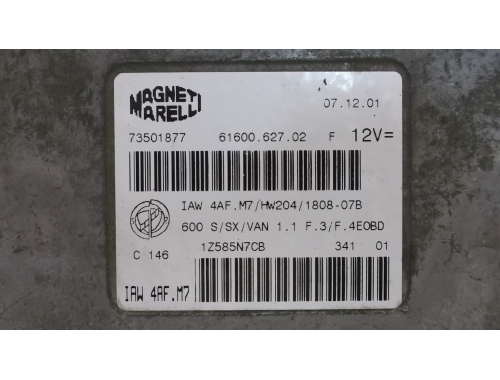 MAGNETI
MARELLI
07.12.01
73501877 61600.627.02 F 12V=
IAW 4AF.M7/HW204/1808-07B
600 S/SX/VAN 1.1 F.3/F.4EOBD
C 146 1Z585N7CB 341 01
IAW 4AF.M7